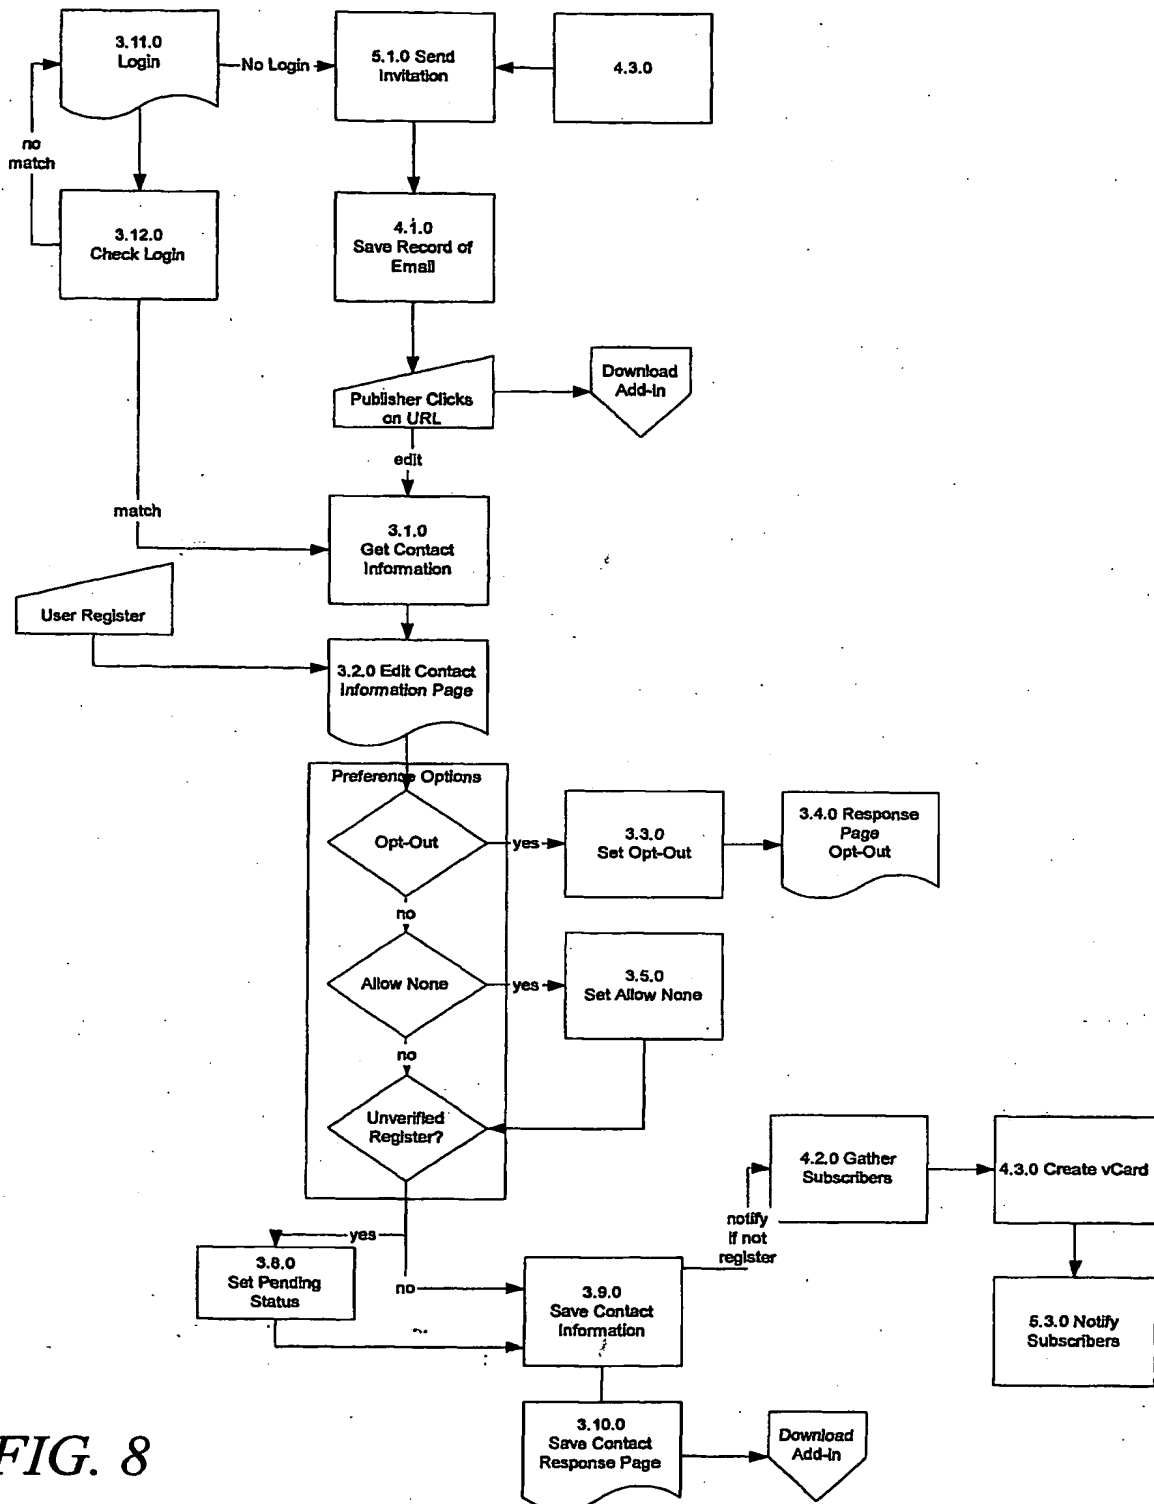 3.11.0
Login
No Login
5.1.0 Send
Invitation
4.3.0
no
match
3.12.0
Check Login
4.1.0
Save Record of
Email
Publisher Clicks
on URL
Download
Add-In
edit
match
3.1.0
Get Contact
Information
User Register
3.2.0 Edit Contact
Information Page
Preference Options
Opt-Out
yes
3.3.0
Set Opt-Out
3.4.0 Response
Page
Opt-Out
no
Allow None
yes
3.5.0
Set Allow None
no
Unverified
Register?
4.2.0 Gather
Subscribers
4.3.0 Create vCard
notify
if not
register
yes
3.8.0
Set Pending
Status
no
3.9.0
Save Contact
Information
5.3.0 Notify
Subscribers
3.10.0
Save Contact
Response Page
Download
Add-in
FIG. 8